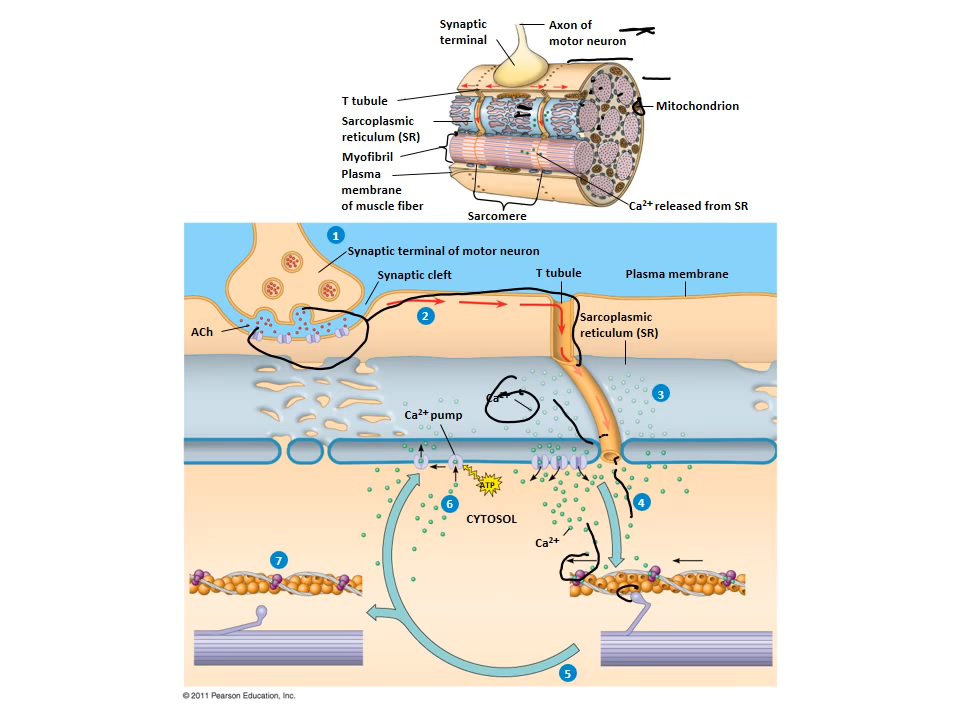 Synaptic
terminal
Axon of
motor neuron
T tubule
Mitochondrion
Sarcoplasmic
reticulum (SR)
Myofibril
Plasma
membrane
of muscle fiber
Ca2+ released from SR
Sarcomere
1
Synaptic terminal of motor neuron
Synaptic cleft
T tubule
Plasma membrane
ACh
2
Sarcoplasmic
reticulum (SR)
3
Ca2+
Ca2+ pump
ATP
6
4
CYTOSOL
Ca2+
7
5
© 2011 Pearson Education, Inc.